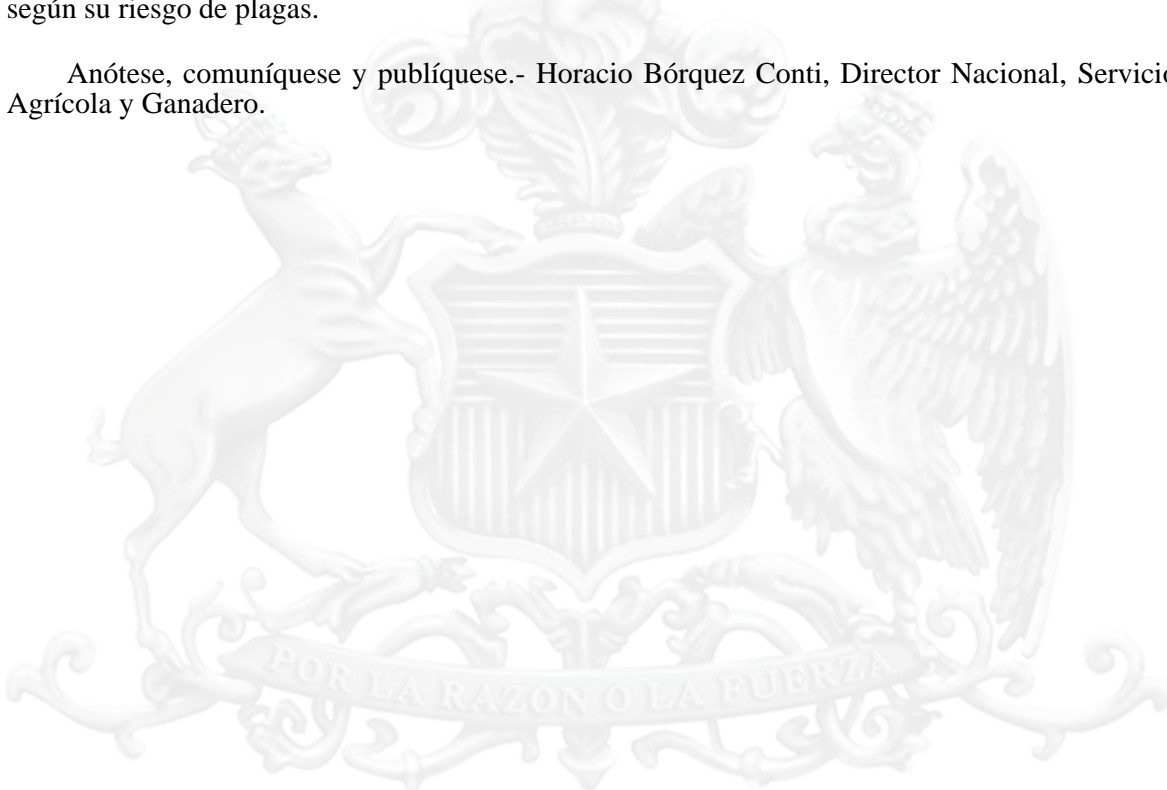 según su riesgo de plagas.
Anótese, comuníquese y publíquese.- Horacio Bórquez Conti, Director Nacional, Servicio
Agrícola y Ganadero.
POR LA RAZON O LA FUERZA